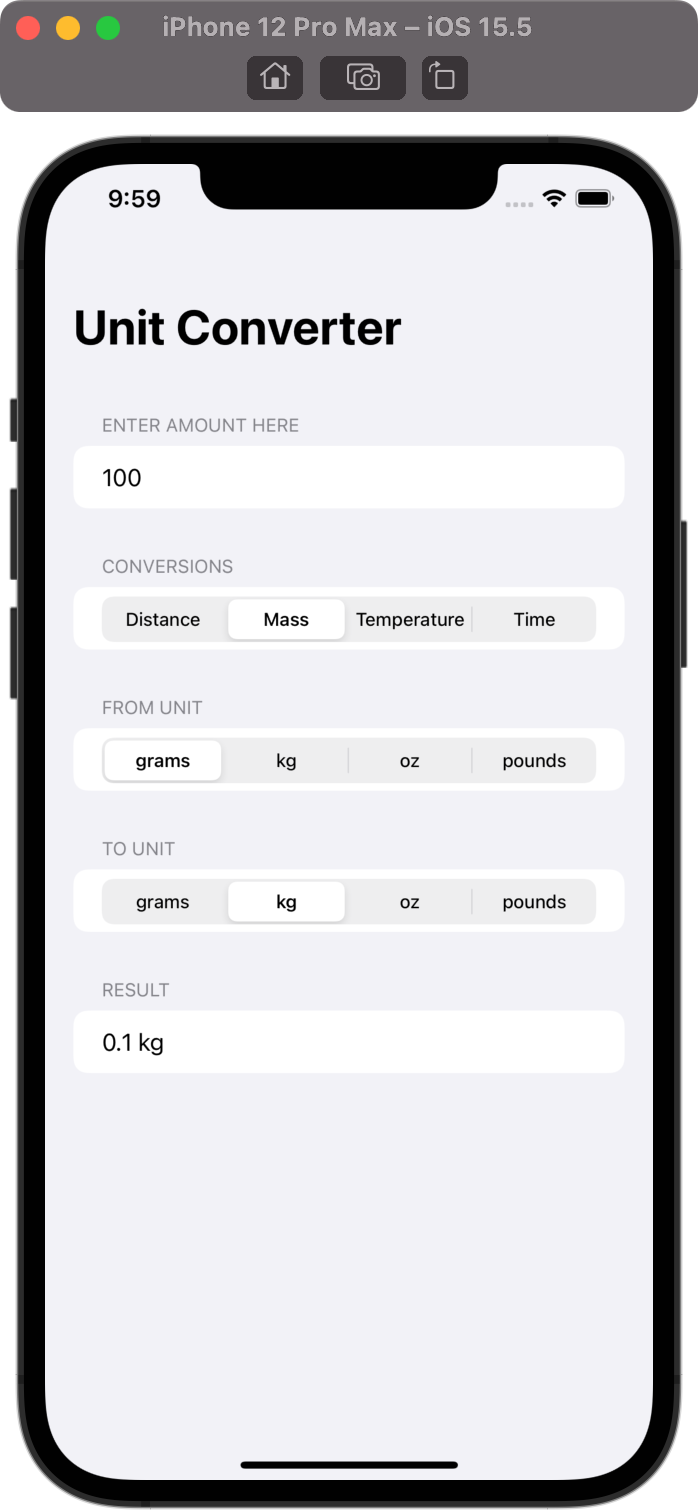 iPhone 12 Pro Max – iOS 15.5
9:59
Unit Converter
ENTER AMOUNT HERE
100
CONVERSIONS
Distance Mass Temperature Time
FROM UNIT
grams kg oz pounds
TO UNIT
grams kg oz pounds
RESULT
0.1 kg